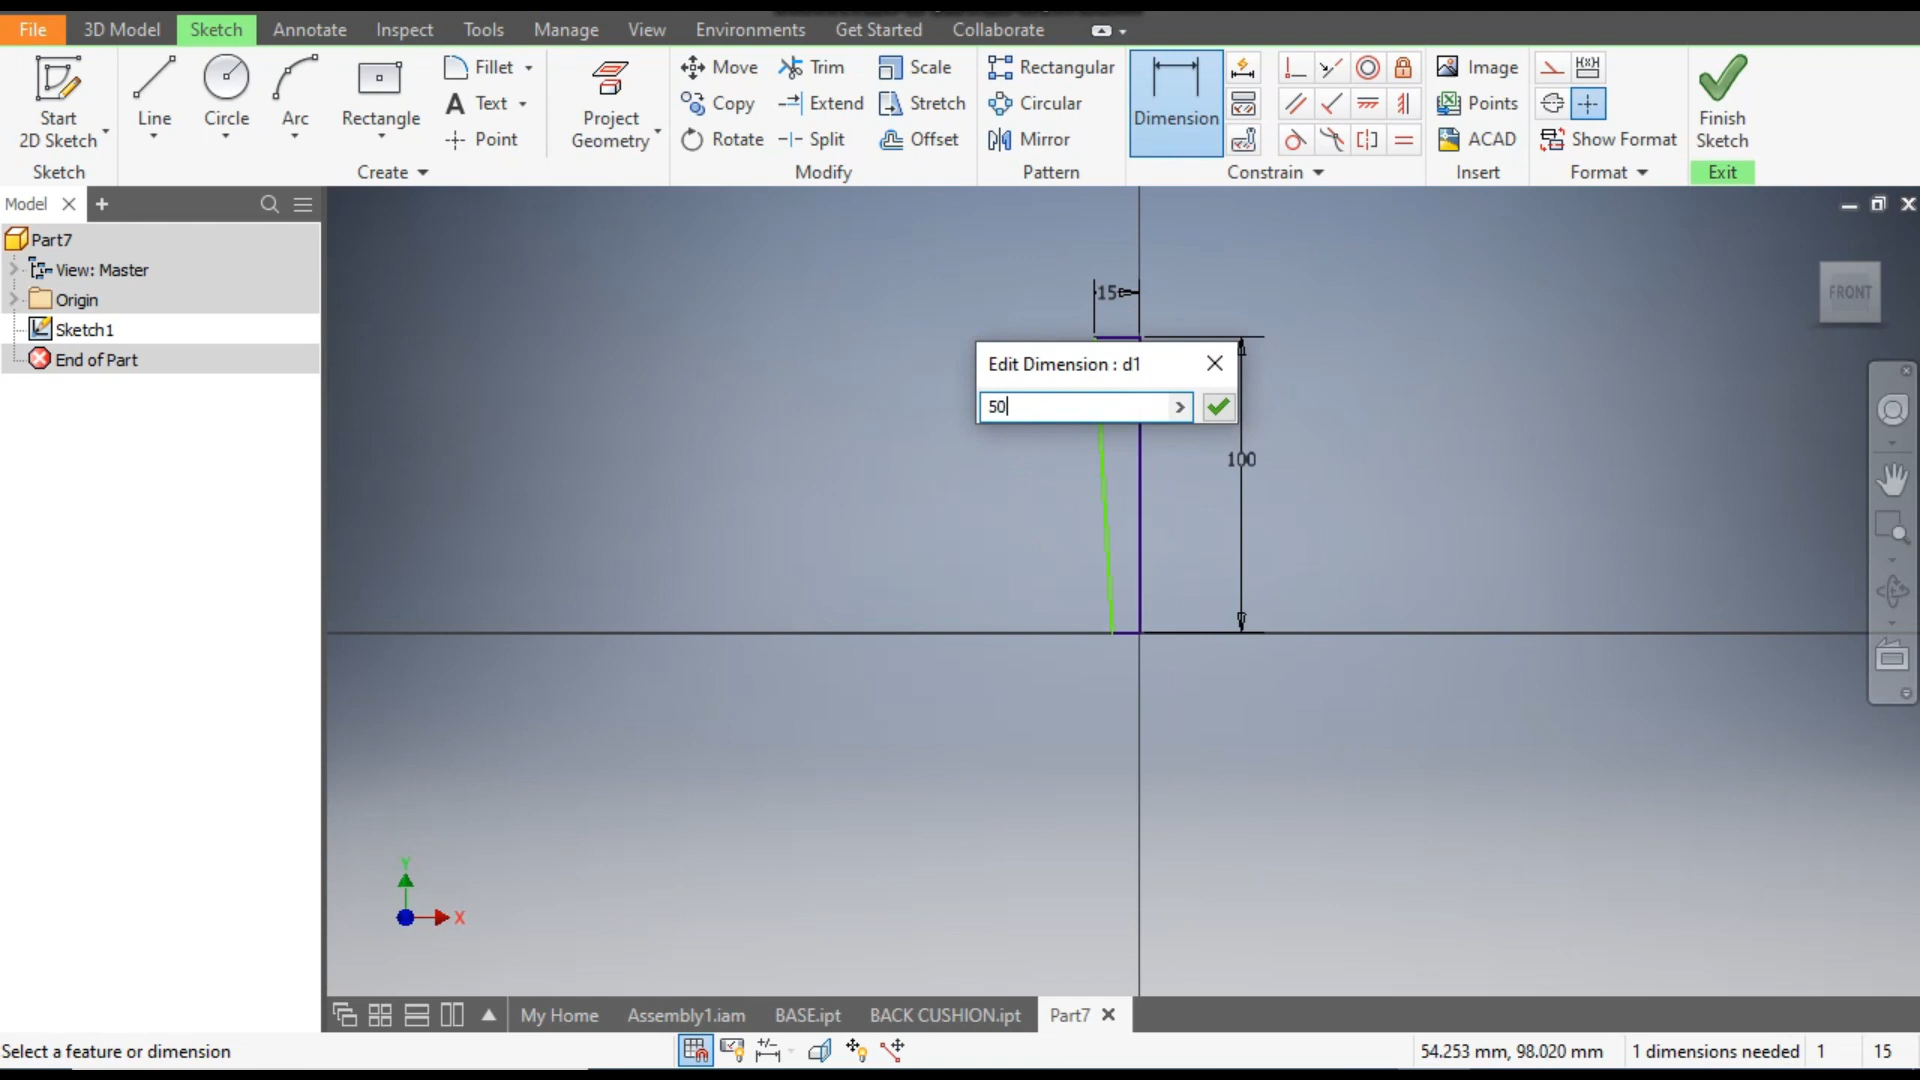 File 3D Model Sketch Annotate Inspect Tools Manage View Environments Get Started Collaborate
Start
2D Sketch
Line
Circle
Arc
Rectangle
Fillet
Text
Point
Project
Geometry
Move
Copy
Rotate
Trim
Extend
Split
Scale
Stretch
Offset
Rectangular
Circular
Mirror
Dimension
Image
Points
ACAD
Show Format
Finish
Sketch
Sketch Create Modify Pattern Constrain Insert Format Exit
Model
Part7
View: Master
Origin
Sketch1
End of Part
FRONT
15
Edit Dimension : d1
50
100
Y
X
My Home Assembly1.iam BASE.ipt BACK CUSHION.ipt Part7
Select a feature or dimension 54.253 mm, 98.020 mm 1 dimensions needed 1 15